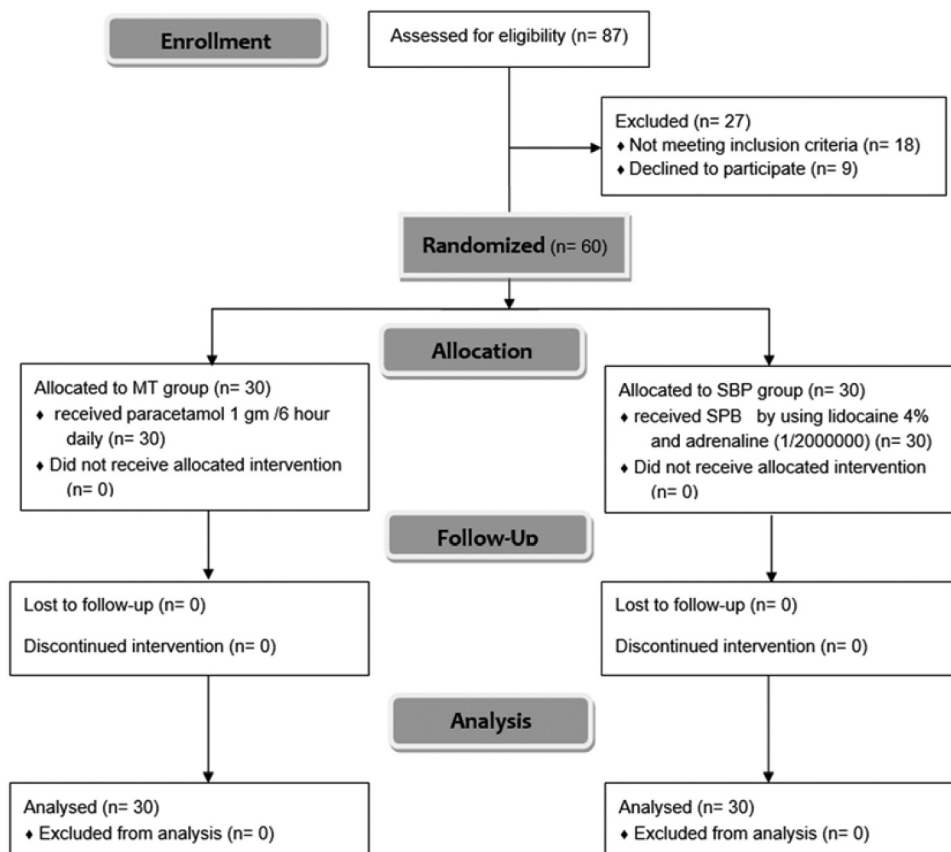 Enrollment
Assessed for eligibility (n= 87)
Excluded (n= 27)
♦ Not meeting inclusion criteria (n= 18)
♦ Declined to participate (n= 9)
Randomized (n= 60)
Allocation
Allocated to MT group (n= 30)
♦ received paracetamol 1 gm /6 hour
daily (n= 30)
♦ Did not receive allocated intervention
(n= 0)
Allocated to SBP group (n= 30)
♦ received SPB by using lidocaine 4%
and adrenaline (1/2000000) (n= 30)
♦ Did not receive allocated intervention
(n= 0)
Follow-Up
Lost to follow-up (n= 0)
Discontinued intervention (n= 0)
Lost to follow-up (n= 0)
Discontinued intervention (n= 0)
Analysis
Analysed (n= 30)
♦ Excluded from analysis (n= 0)
Analysed (n= 30)
♦ Excluded from analysis (n= 0)